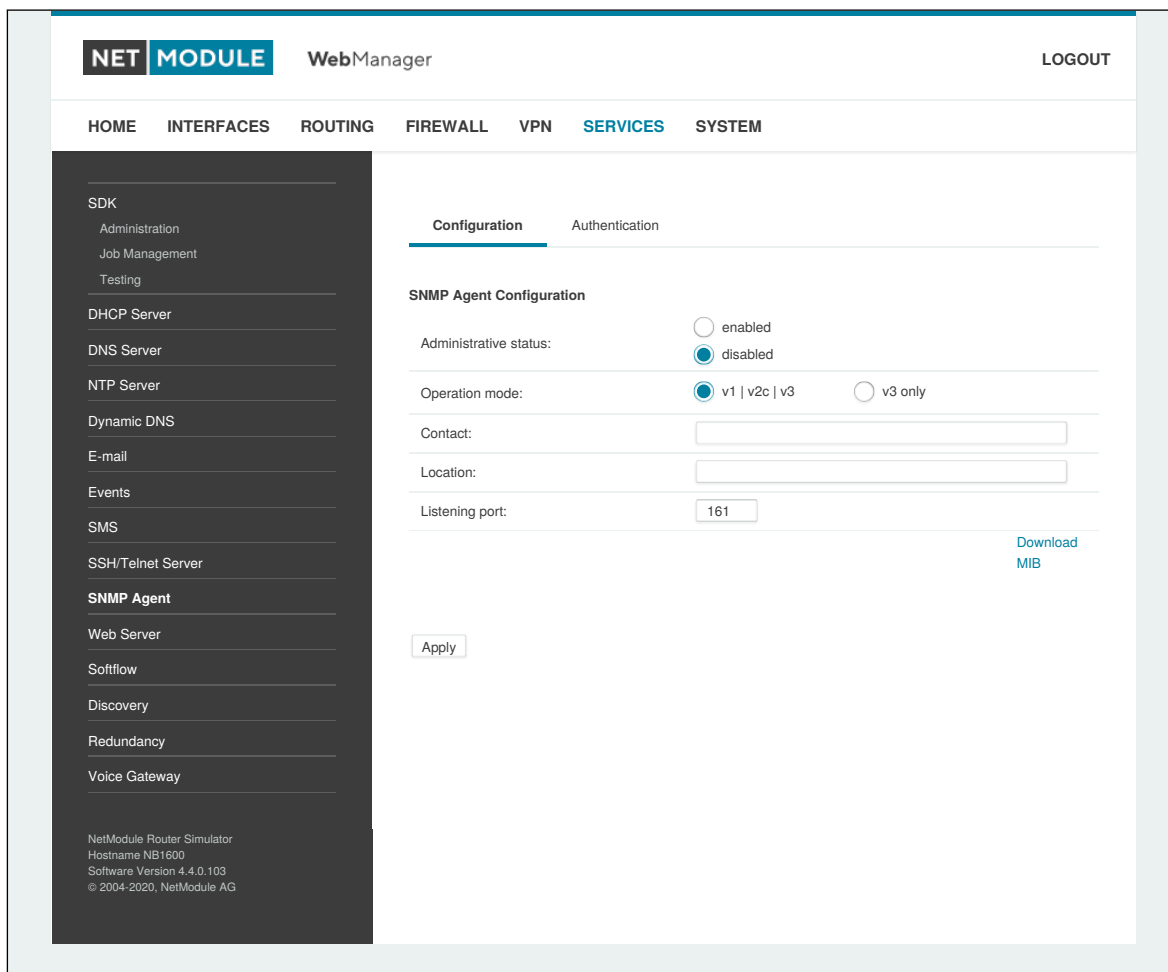 NET MODULE WebManager LOGOUT
HOME INTERFACES ROUTING FIREWALL VPN SERVICES SYSTEM
SDK
Administration
Job Management
Testing
DHCP Server
DNS Server
NTP Server
Dynamic DNS
E-mail
Events
SMS
SSH/Telnet Server
SNMP Agent
Web Server
Softflow
Discovery
Redundancy
Voice Gateway
NetModule Router Simulator
Hostname NB1600
Software Version 4.4.0.103
© 2004-2020, NetModule AG
Configuration Authentication
SNMP Agent Configuration
Administrative status:
enabled
disabled
Operation mode: v1 | v2c | v3 v3 only
Contact:
Location:
Listening port: 161
Download
MIB
Apply